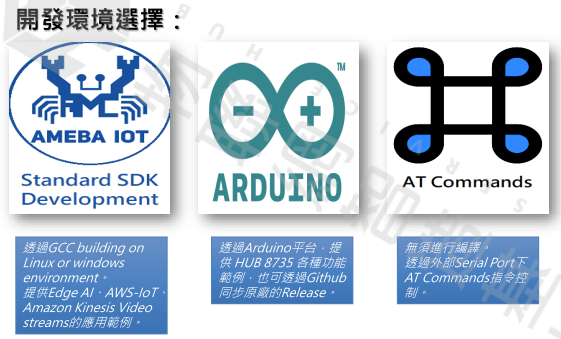 開發環境選擇：
AMEBA IOT
Standard SDK
Development
TM
ARDUINO
AT Commands
透過GCC building on
Linux or windows
environment。
提供Edge AI、AWS-IoT、
Amazon Kinesis Video
streams的應用範例。
透過Arduino平台，提
供 HUB 8735 各種功能
範例，也可透過Github
同步原廠的Release。
無須進行編譯。
透過外部Serial Port下
AT Commands指令控
制。